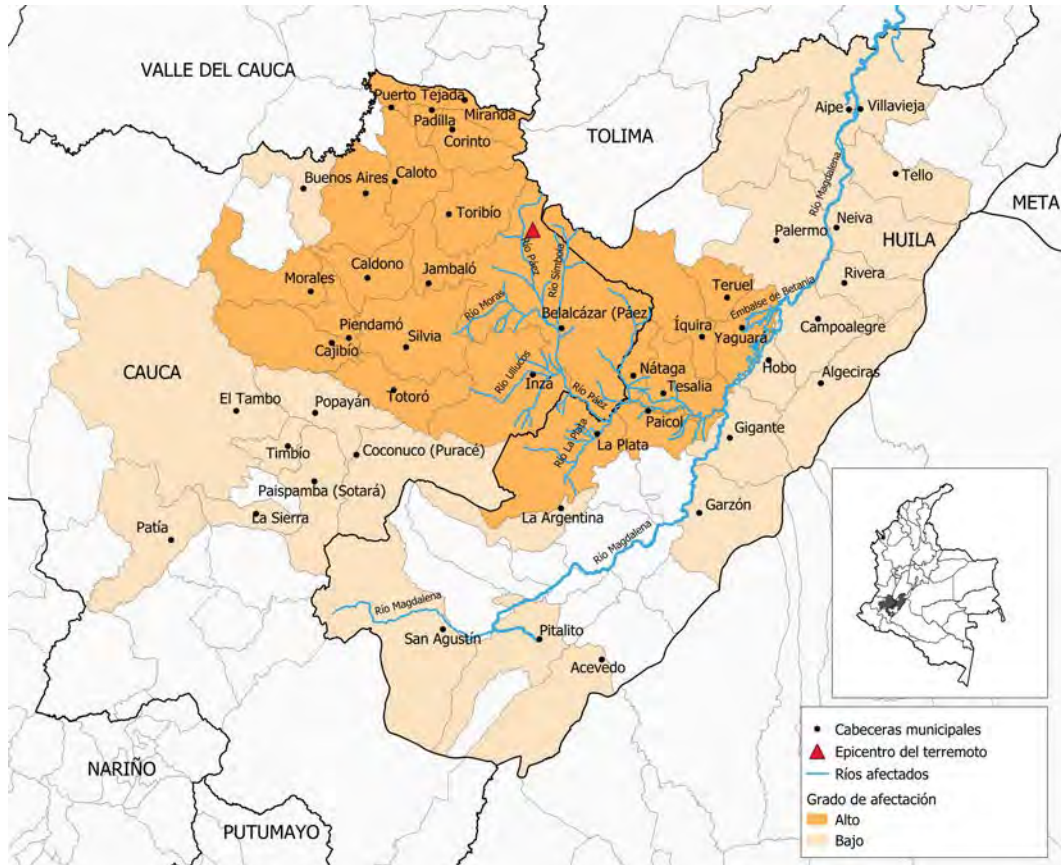 VALLE DEL CAUCA
TOLIMA
META
HUILA
CAUCA
NARIÑO
PUTUMAYO
Puerto Tejada
Padilla
Miranda
Corinto
Buenos Aires
Caloto
Toribío
Morales
Caldono
Jambaló
Piendamó
Cajibío
Silvia
Totoró
El Tambo
Popayán
Timbío
Coconuco (Puracé)
Paispamba (Sotará)
La Sierra
Patía
Río Páez
Río Simbola
Río Moras
Belalcázar (Páez)
Río Ullucos
Inzá
Río Páez
Río La Plata
La Plata
La Argentina
Aipe
Villavieja
Río Magdalena
Tello
Neiva
Palermo
Rivera
Teruel
Embalse de Betania
Íquira
Yaguará
Campoalegre
Hobo
Algeciras
Nátaga
Tesalia
Paicol
Gigante
Garzón
Río Magdalena
Río Magdalena
San Agustín
Pitalito
Acevedo
Cabeceras municipales
Epicentro del terremoto
Ríos afectados
Grado de afectación
Alto
Bajo